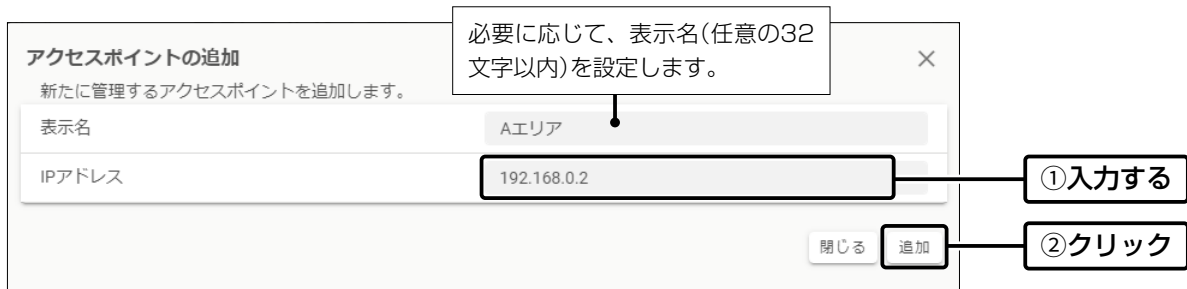 必要に応じて、表示名(任意の32
文字以内)を設定します。
アクセスポイントの追加
新たに管理するアクセスポイントを追加します。
表示名
Aエリア
IPアドレス
192.168.0.2
①入力する
閉じる
追加
②クリック